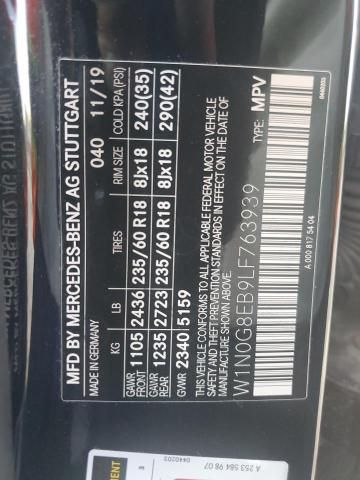 MFD BY MERCEDES-BENZ AG STUTTGART
MADE IN GERMANY 040 11/19
KG LB TIRES RIM SIZE COLD KPA(PSI)
1105 2436 235/60 R18 8Jx18 240(35)
GAWR FRONT
1235 2723 235/60 R18 8Jx18 290(42)
GAWR REAR
2340 5159
GVWR
THIS VEHICLE CONFORMS TO ALL APPLICABLE FEDERAL MOTOR VEHICLE
SAFETY AND THEFT PREVENTION STANDARDS IN EFFECT ON THE DATE OF
MANUFACTURE SHOWN ABOVE.
W1N0G8EB9LF763939 TYPE: MPV
A 000 817 54 04
0440203
A 253 584 98 07
0440203